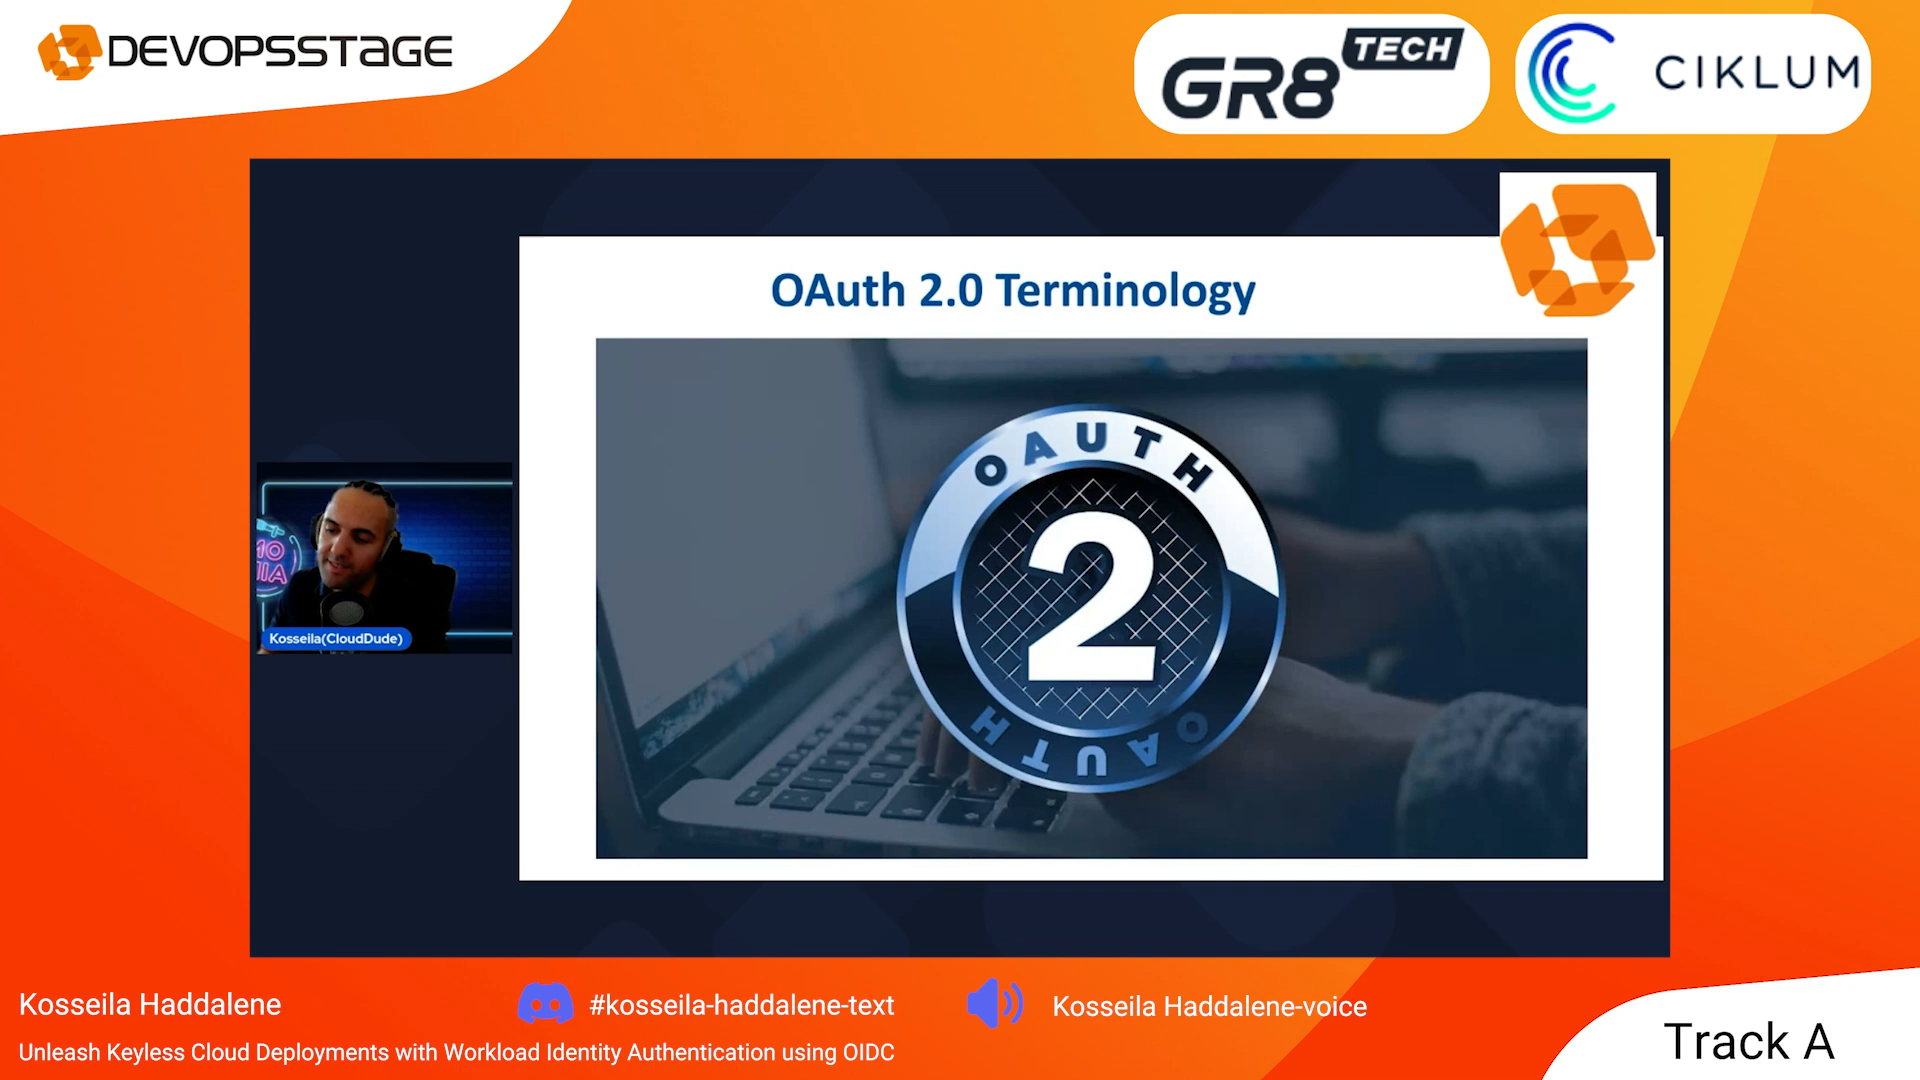 DEVOPSSTAGE
GR8 TECH
CIKLUM
OAuth 2.0 Terminology
OAUTH
2
OAUTH
Kosseila(CloudDude)
Kosseila Haddalene
#kosseila-haddalene-text
Kosseila Haddalene-voice
Unleash Keyless Cloud Deployments with Workload Identity Authentication using OIDC
Track A